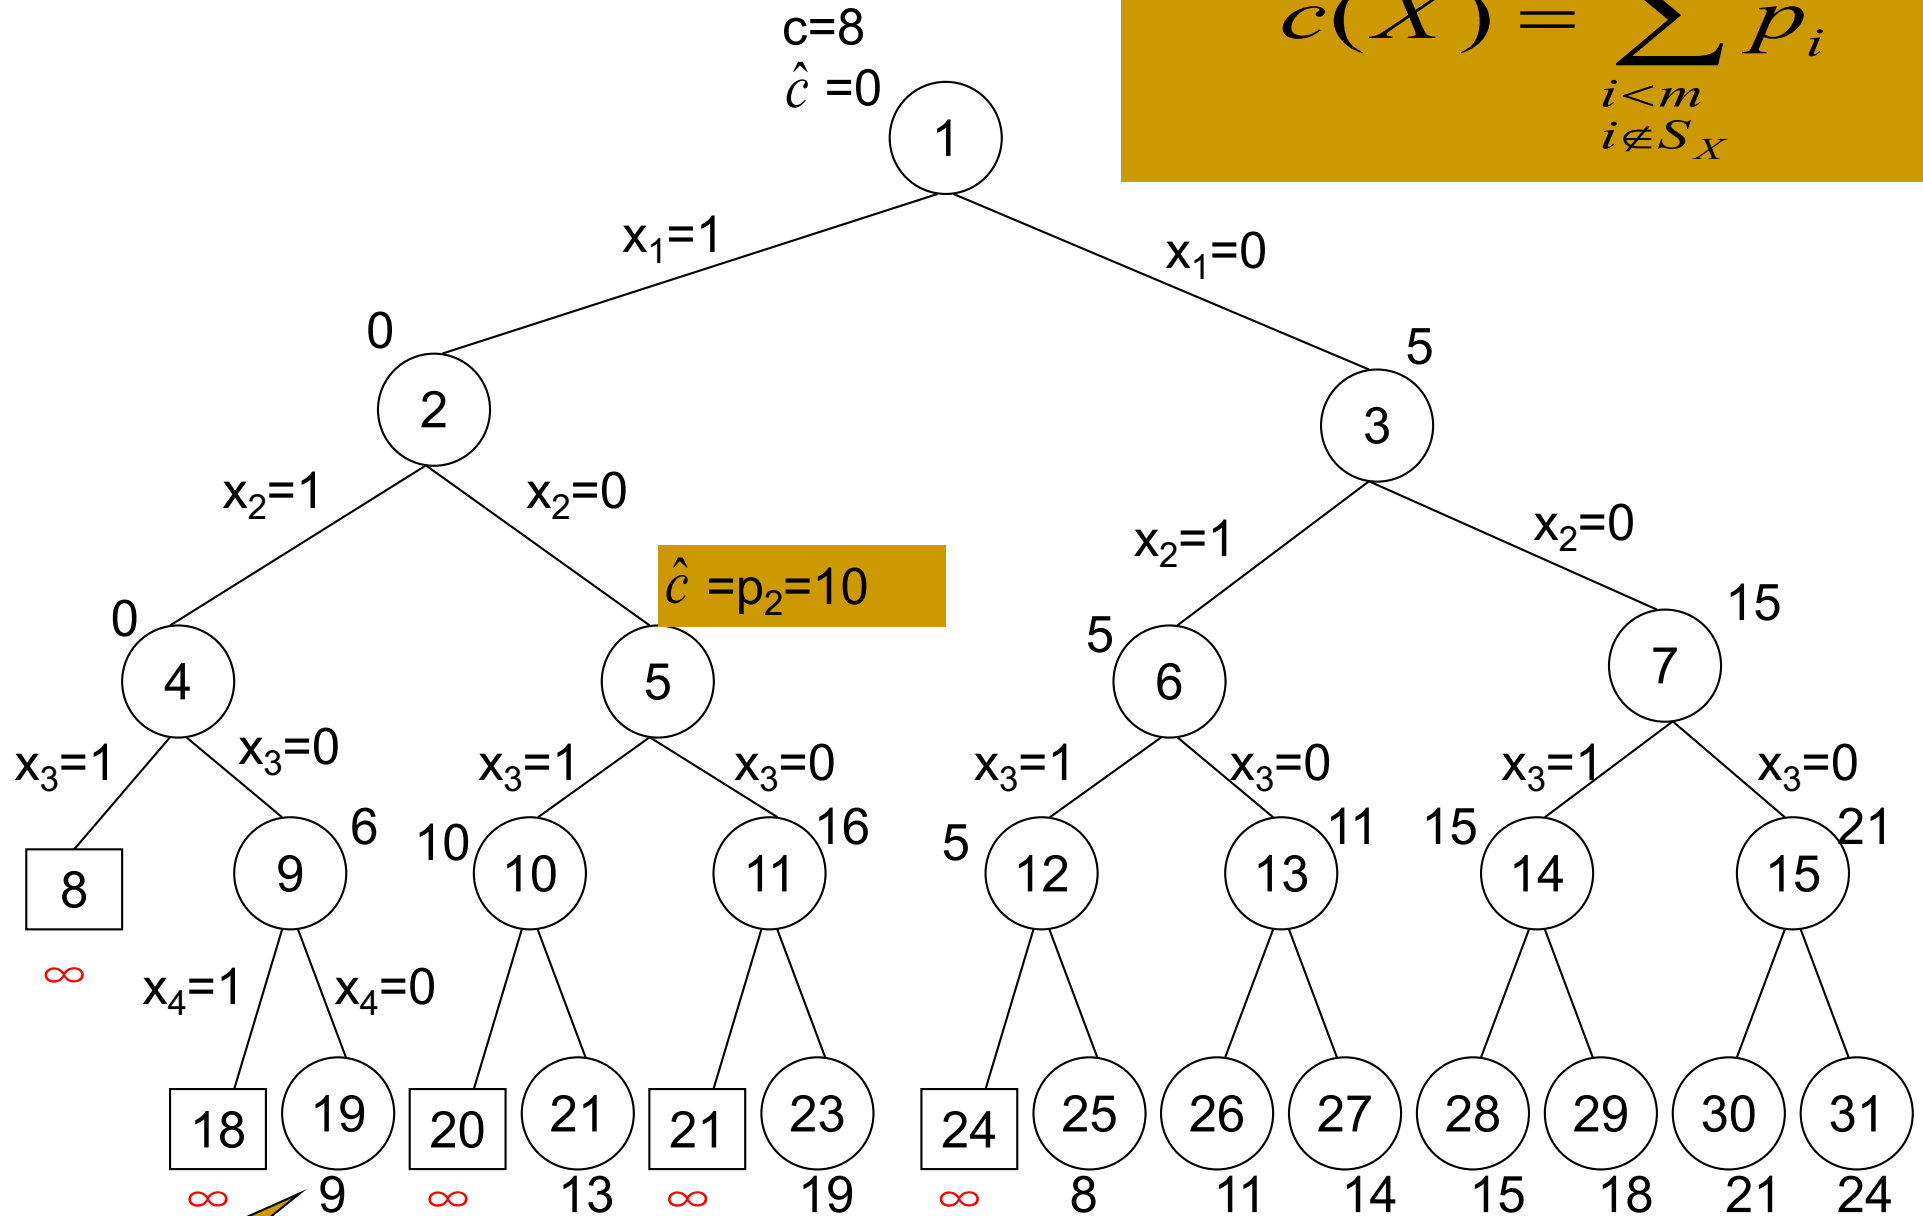 c=8
ĉ =0
c(X) = ∑ p_i
i<m
i∉S_X
1
x₁=1
x₁=0
0
5
2
3
x₂=1
x₂=0
x₂=1
x₂=0
ĉ =p₂=10
0
5
15
4
5
6
7
x₃=1
x₃=0
x₃=1
x₃=0
x₃=1
x₃=0
x₃=1
x₃=0
6
10
16
5
11
15
21
8
9
10
11
12
13
14
15
∞
x₄=1
x₄=0
18
19
20
21
21
23
24
25
26
27
28
29
30
31
∞
9
∞
13
∞
19
∞
8
11
14
15
18
21
24